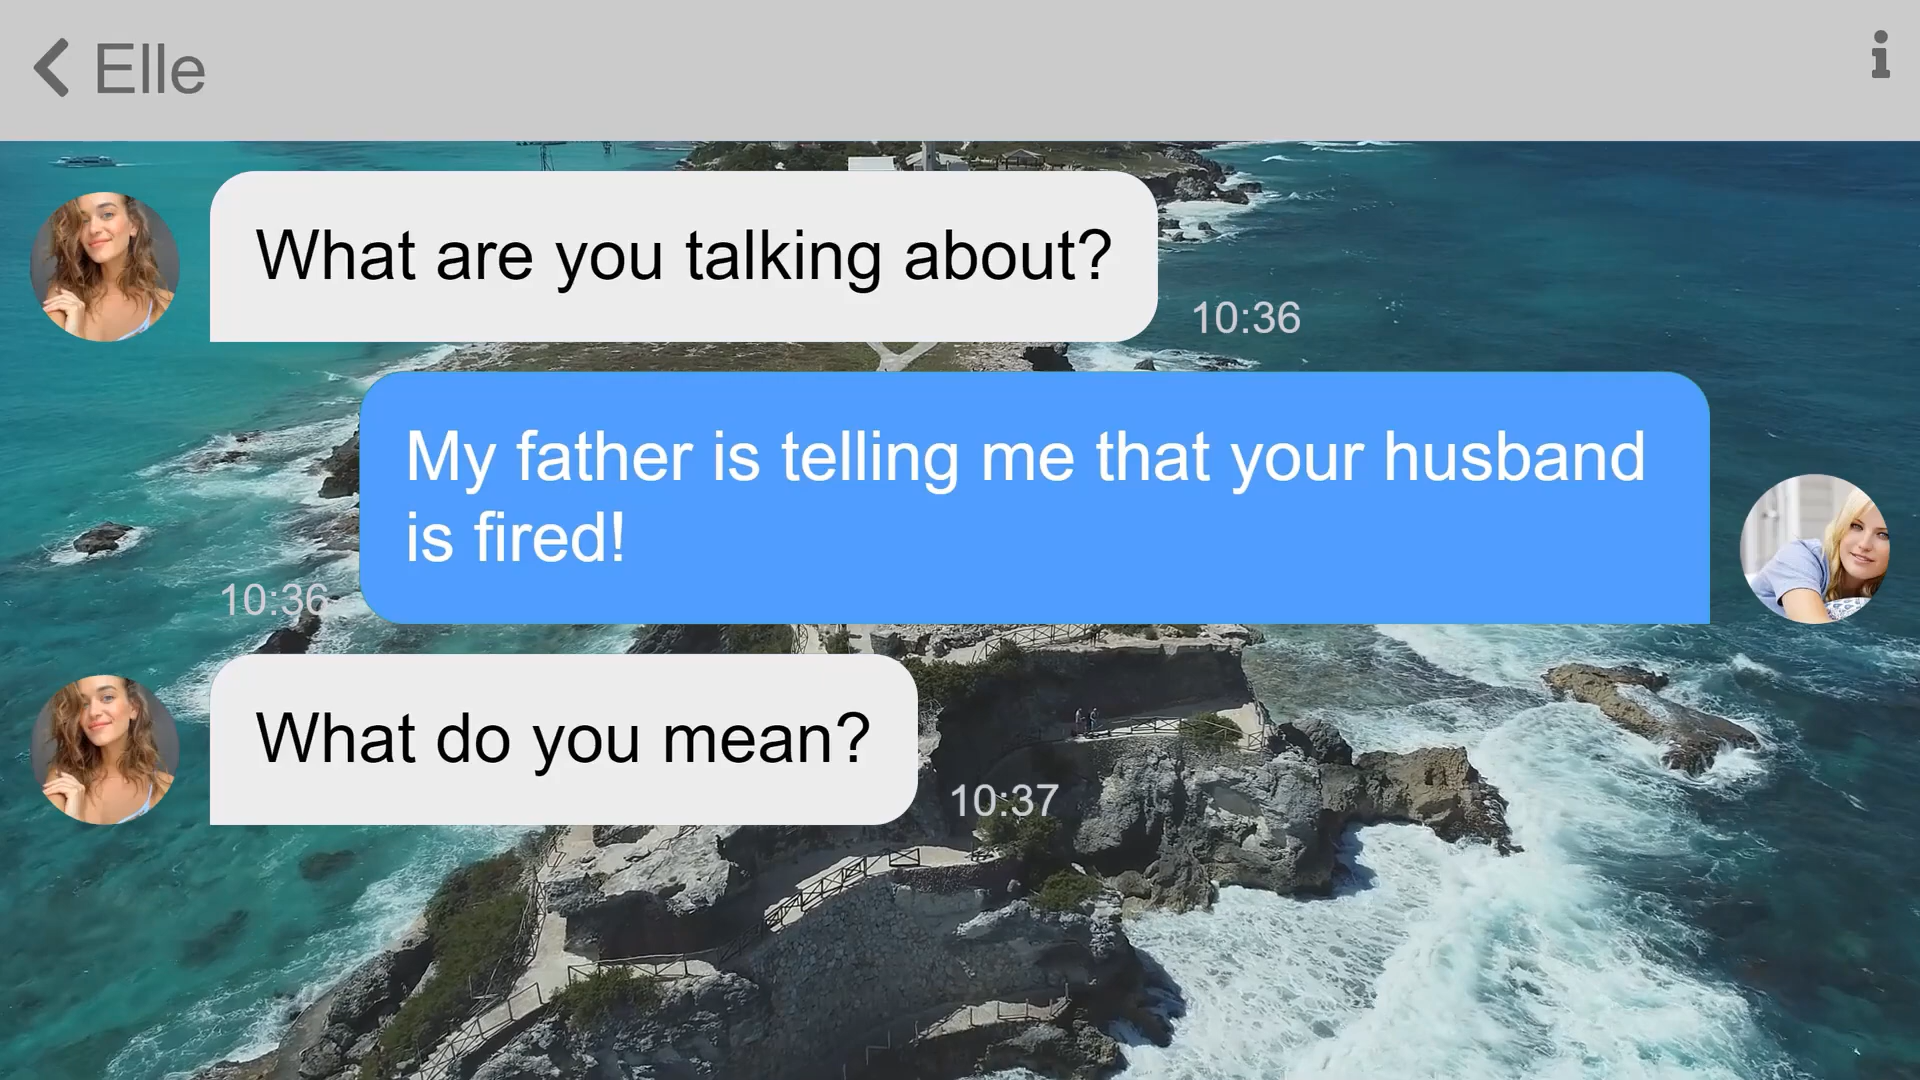 Elle
What are you talking about?
10:36
My father is telling me that your husband
is fired!
10:36
What do you mean?
10:37